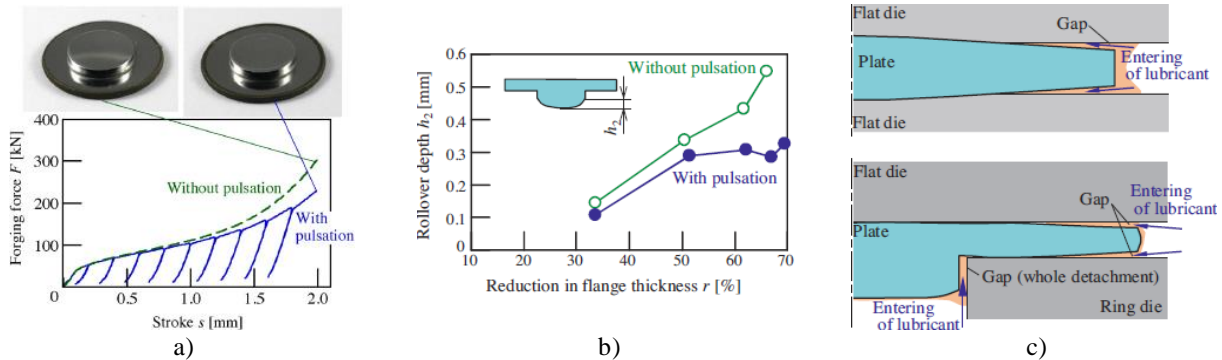 400
300
200
100
0
Forging force F [kN]
Without pulsation
With
pulsation
0
0.5
1.0
1.5
2.0
Stroke s [mm]
a)
0.6
0.5
0.4
0.3
0.2
0.1
0
Rollover depth h2 [mm]
Without pulsation
h2
With pulsation
10
20
30
40
50
60
70
Reduction in flange thickness r [%]
b)
Flat die
Gap
Plate
Entering
of lubricant
Flat die
Flat die
Gap
Entering
of lubricant
Plate
Gap (whole detachment)
Ring die
Entering
of lubricant
c)